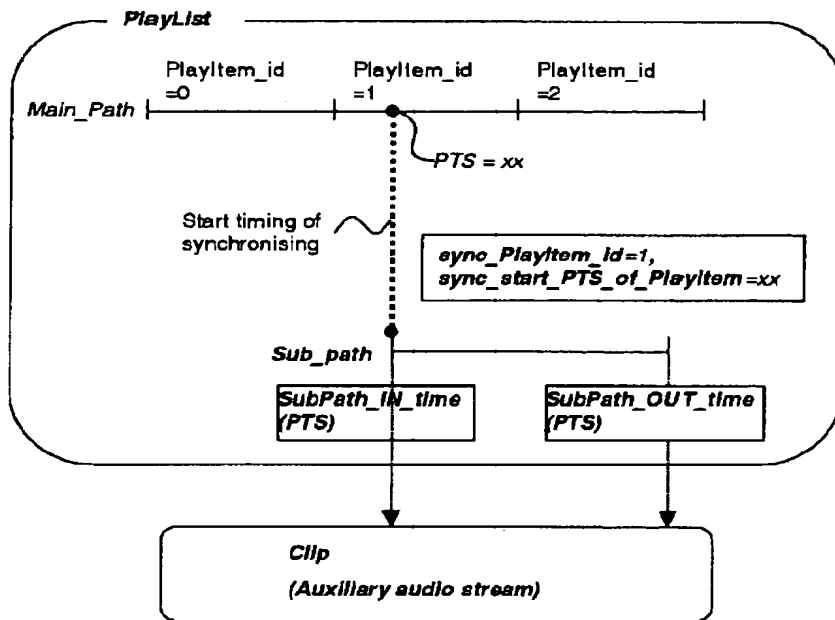 PlayList
PlayItem_id
=0
PlayItem_id
=1
PlayItem_id
=2
Main_Path
PTS = xx
Start timing of
synchronising
sync_PlayItem_id=1,
sync_start_PTS_of_PlayItem=xx
Sub_path
SubPath_IN_time
(PTS)
SubPath_OUT_time
(PTS)
Clip
(Auxiliary audio stream)